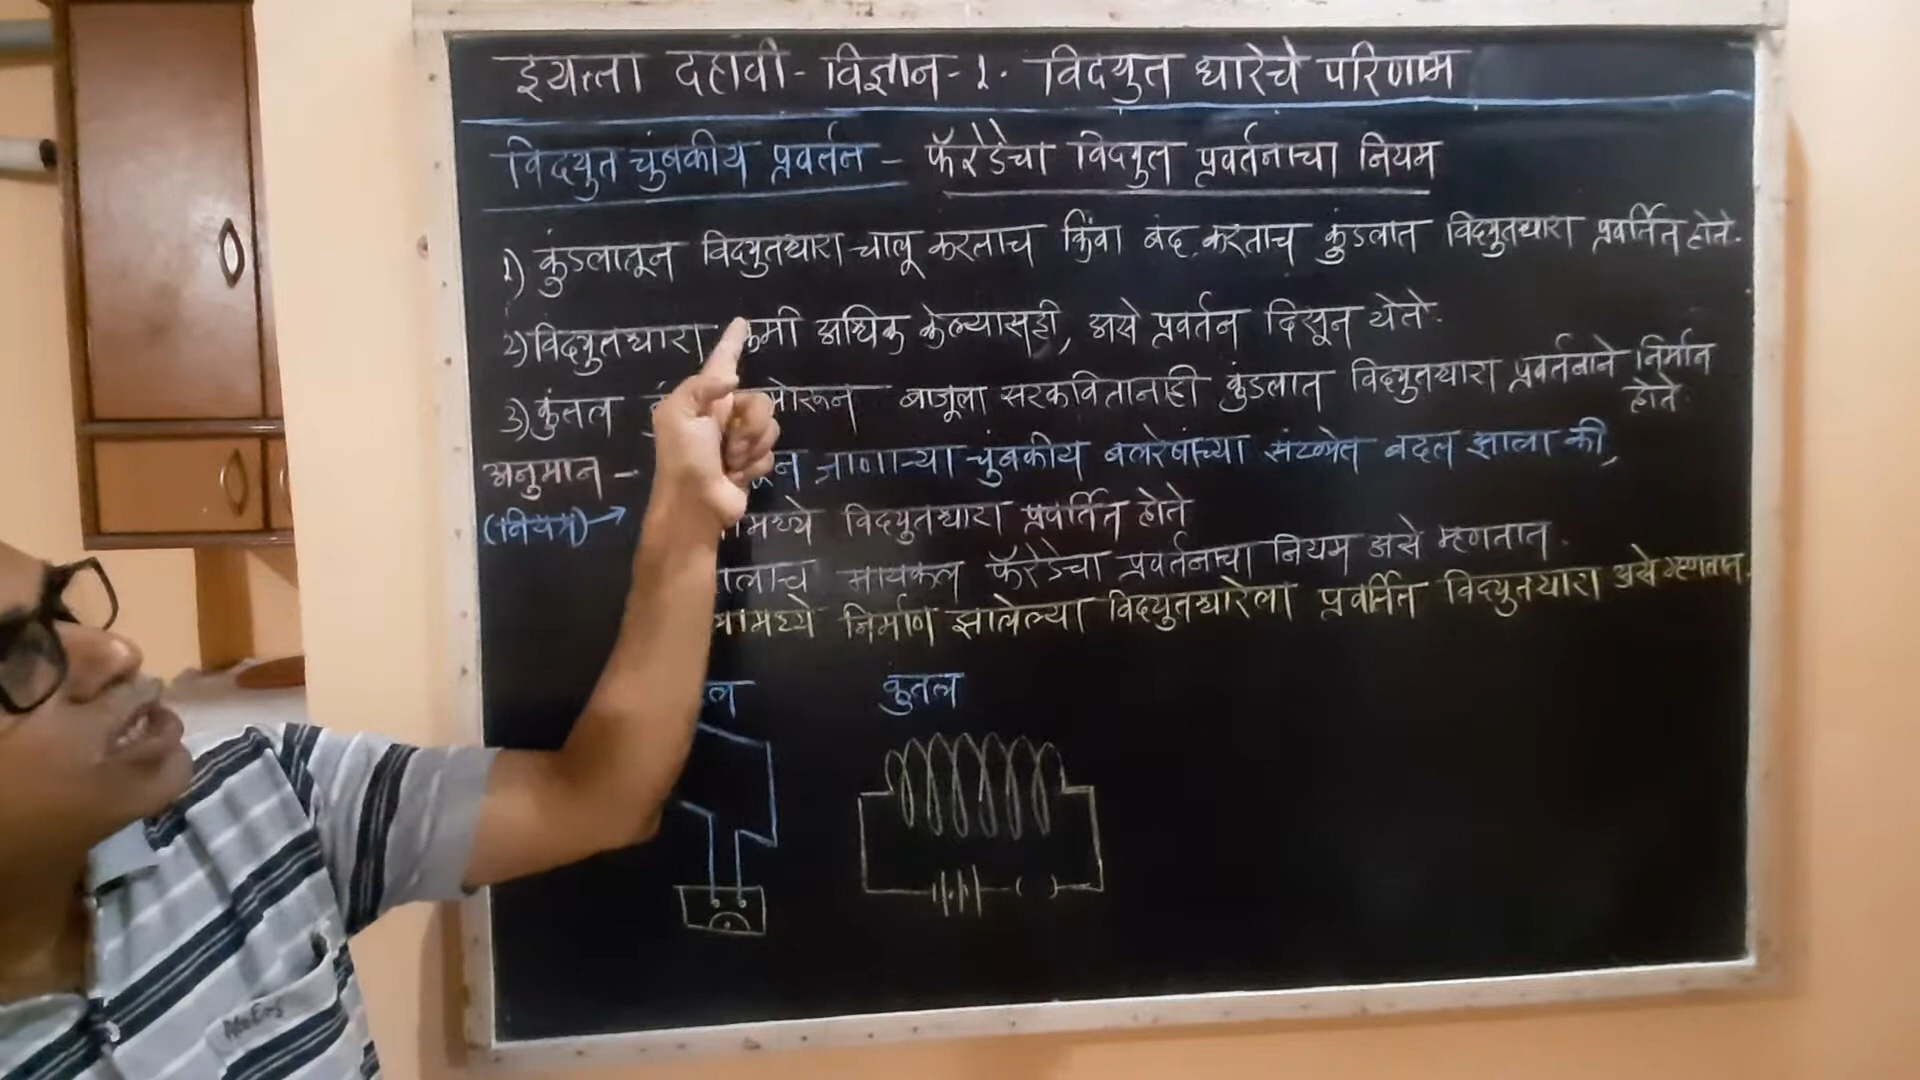 इयत्ता दहावी - विज्ञान - १. विद्युत धारेचे परिणाम
विद्युत चुंबकीय प्रवर्तन - फॅरेडेचा विद्युत प्रवर्तनाचा नियम
१) कुंडलातून विद्युतधारा चालू करताच किंवा बंद करताच कुंडलात विद्युतधारा प्रवर्तित होते.
२) विद्युतधारा कमी अधिक केल्यासही, असे प्रवर्तन दिसून येते.
३) कुंतल मोरून बाजूला सरकवितानाही कुंडलात विद्युतधारा प्रवर्तनाने निर्मान होते.
अनुमान - जाणाऱ्या चुंबकीय बलरेषांच्या संख्येत बदल झाला की,
(नियम) → मध्ये विद्युतधारा प्रवर्तित होते
मायकल फॅरेडेचा प्रवर्तनाचा नियम असे म्हणतात.
मध्ये निर्माण झालेल्या विद्युतधारेला प्रवर्तित विद्युतधारा असे म्हणतात.
कुंतल